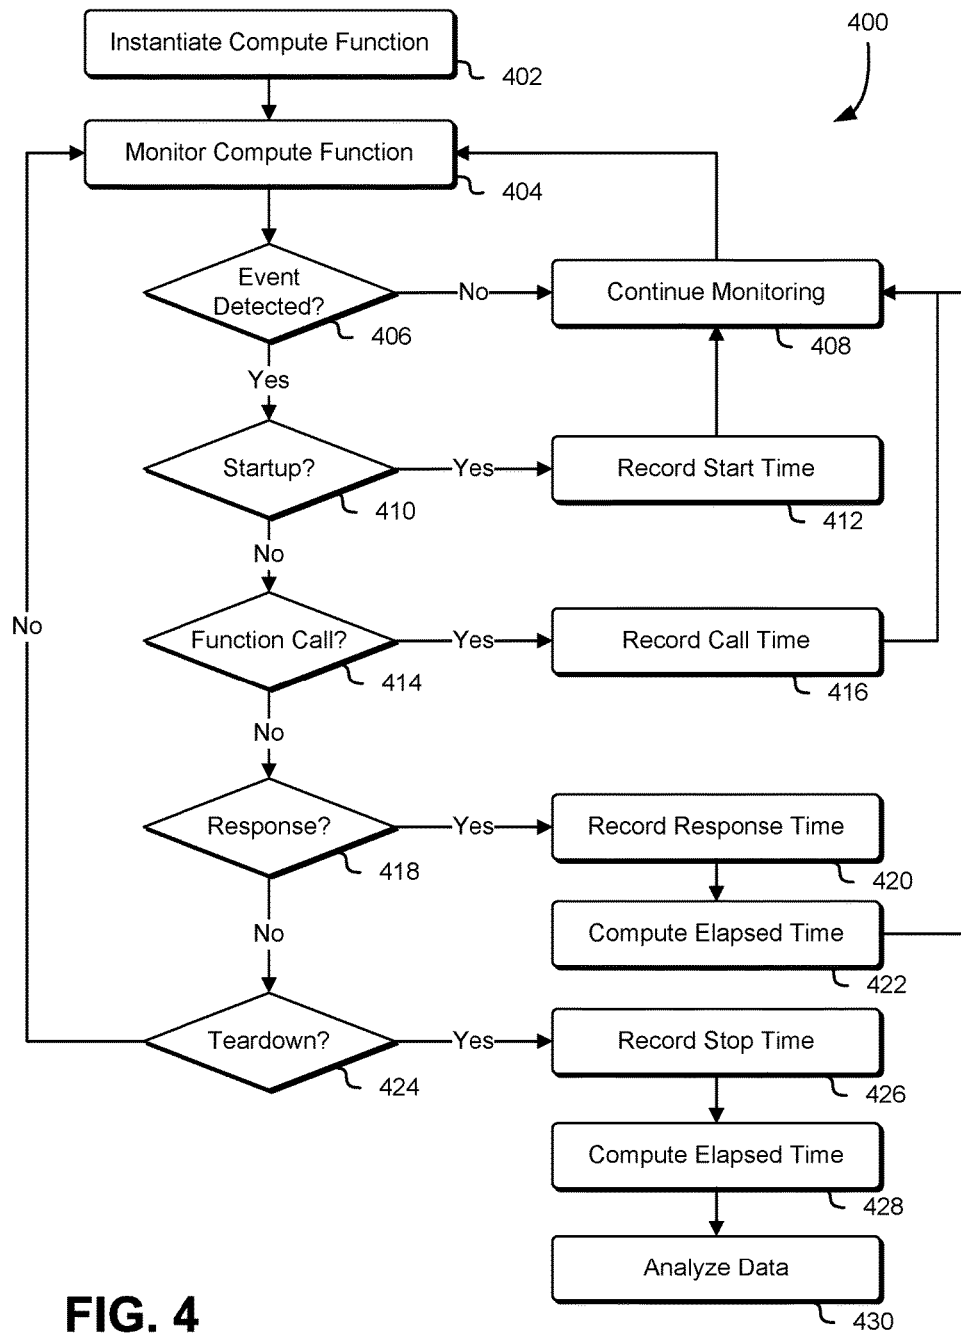 Instantiate Compute Function
400
402
Monitor Compute Function
404
Event
Detected?
No
Continue Monitoring
406
408
Yes
Startup?
Yes
Record Start Time
410
412
No
No
Function Call?
Yes
Record Call Time
414
416
No
Response?
Yes
Record Response Time
418
420
No
Compute Elapsed Time
422
Teardown?
Yes
Record Stop Time
424
426
Compute Elapsed Time
428
Analyze Data
430
FIG. 4